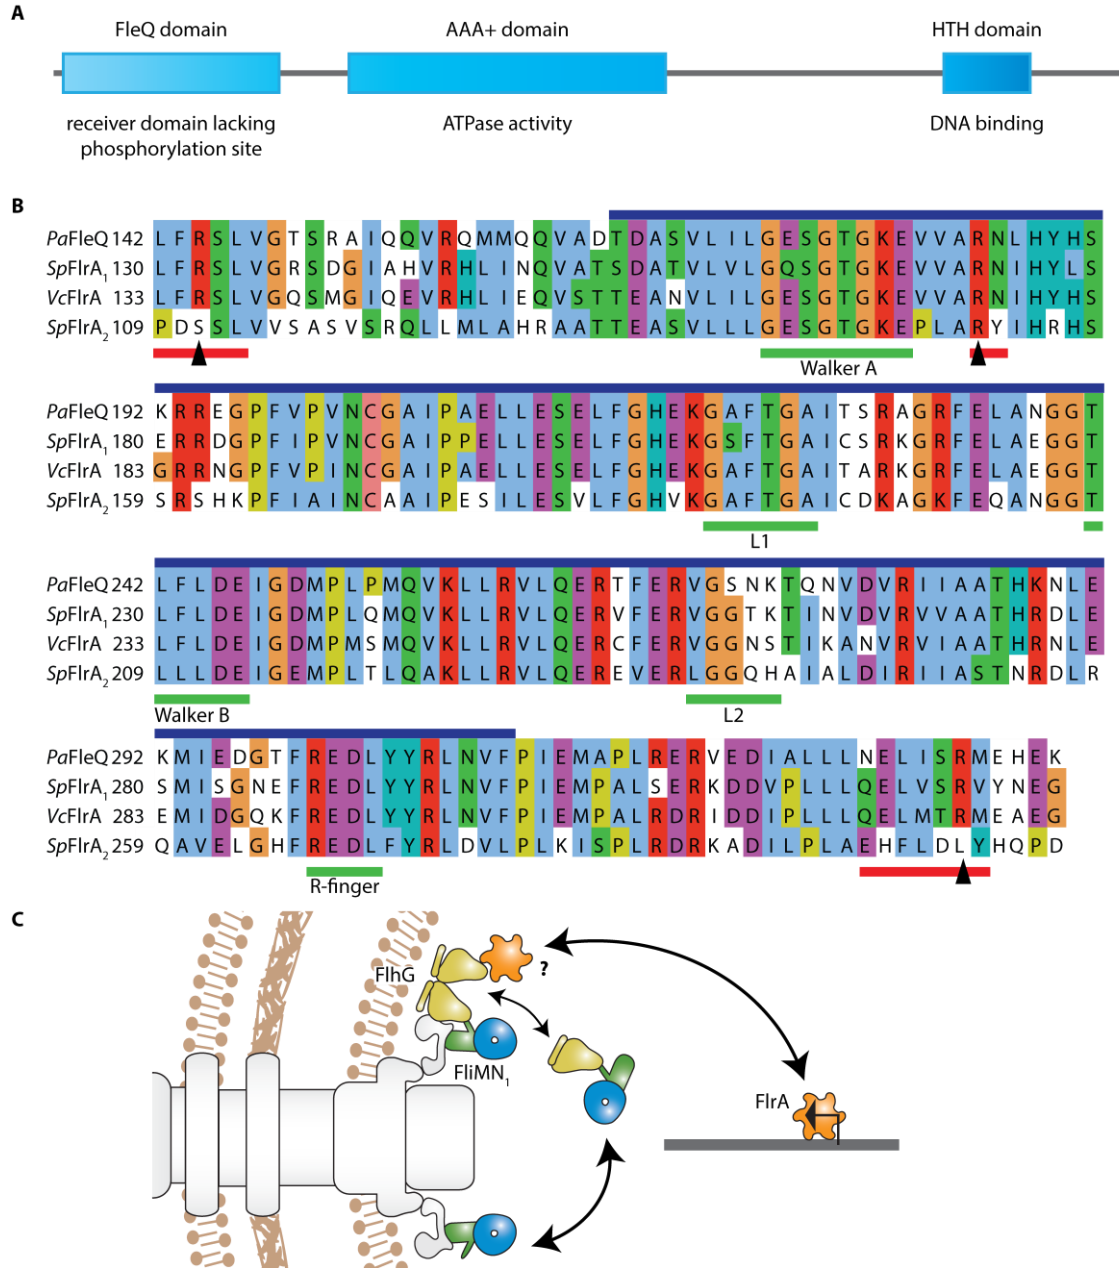 A
FleQ domain AAA+ domain HTH domain
receiver domain lacking phosphorylation site ATPase activity DNA binding
B
PaFleQ 142 L F R S L V G T S R A I Q Q V R Q M M Q Q V A D T D A S V L I L G E S G T G K E V V A R N L H Y H S
SpFlrA1 130 L F R S L V G R S D G I A H V R H L I N Q V A T S D A T V L V L G Q S G T G K E V V A R N I H Y L S
VcFlrA 133 L F R S L V G Q S M G I Q E V R H L I E Q V S T T E A N V L I L G E S G T G K E V V A R N I H Y H S
SpFlrA2 109 P D S S L V V S A S V S R Q L L M L A H R A A T T E A S V L L L G E S G T G K E P L A R Y I H R H S
Walker A
PaFleQ 192 K R R E G P F V P V N C G A I P A E L L E S E L F G H E K G A F T G A I T S R A G R F E L A N G G T
SpFlrA1 180 E R R D G P F I P V N C G A I P P E L L E S E L F G H E K G S F T G A I C S R K G R F E L A E G G T
VcFlrA 183 G R R N G P F V P I N C G A I P A E L L E S E L F G H E K G A F T G A I T A R K G R F E L A E G G T
SpFlrA2 159 S R S H K P F I A I N C A A I P E S I L E S V L F G H V K G A F T G A I C D K A G K F E Q A N G G T
L1
PaFleQ 242 L F L D E I G D M P L P M Q V K L L R V L Q E R T F E R V G S N K T Q N V D V R I I A A T H K N L E
SpFlrA1 230 L F L D E I G D M P L Q M Q V K L L R V L Q E R V F E R V G G T K T I N V D V R V V A A T H R D L E
VcFlrA 233 L F L D E I G D M P M S M Q V K L L R V L Q E R C F E R V G G N S T I K A N V R V I A A T H R N L E
SpFlrA2 209 L L L D E I G E M P L T L Q A K L L R V L Q E R E V E R L G G Q H A I A L D I R I I A S T N R D L R
Walker B L2
PaFleQ 292 K M I E D G T F R E D L Y Y R L N V F P I E M A P L R E R V E D I A L L L N E L I S R M E H E K
SpFlrA1 280 S M I S G N E F R E D L Y Y R L N V F P I E M P A L S E R K D D V P L L L Q E L V S R V Y N E G
VcFlrA 283 E M I D G Q K F R E D L Y Y R L N V F P I E M P A L R D R I D D I P L L L Q E L M T R M E A E G
SpFlrA2 259 Q A V E L G H F R E D L F Y R L D V L P L K I S P L R D R K A D I L P L A E H F L D L Y H Q P D
R-finger
C
FlhG ?
FliMN1
FlrA